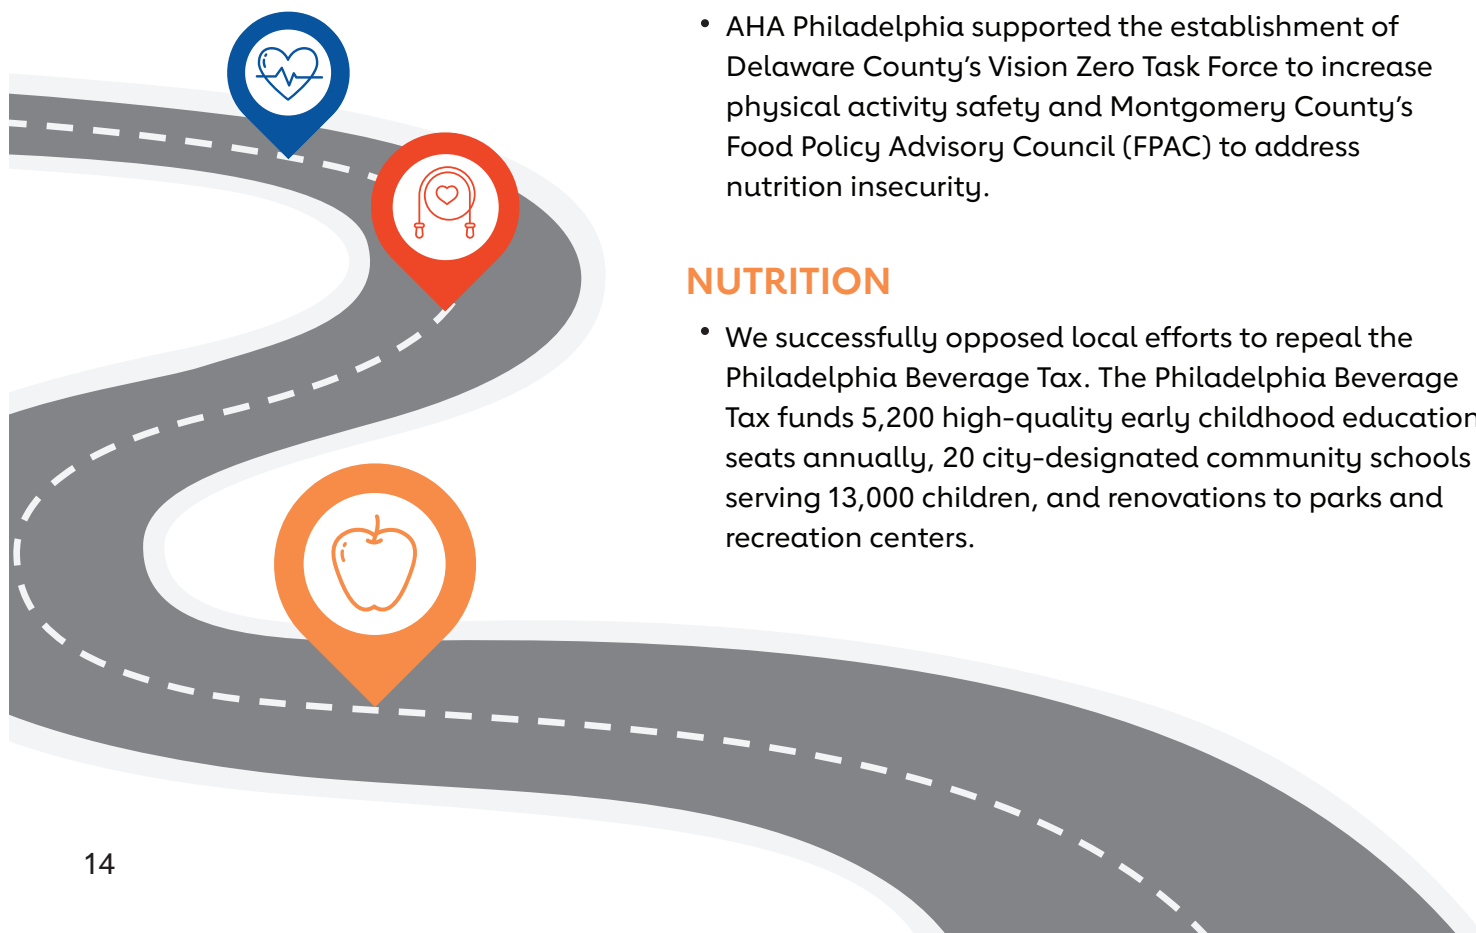 • AHA Philadelphia supported the establishment of
Delaware County's Vision Zero Task Force to increase
physical activity safety and Montgomery County's
Food Policy Advisory Council (FPAC) to address
nutrition insecurity.
NUTRITION
• We successfully opposed local efforts to repeal the
Philadelphia Beverage Tax. The Philadelphia Beverage
Tax funds 5,200 high-quality early childhood education
seats annually, 20 city-designated community schools
serving 13,000 children, and renovations to parks and
recreation centers.
14